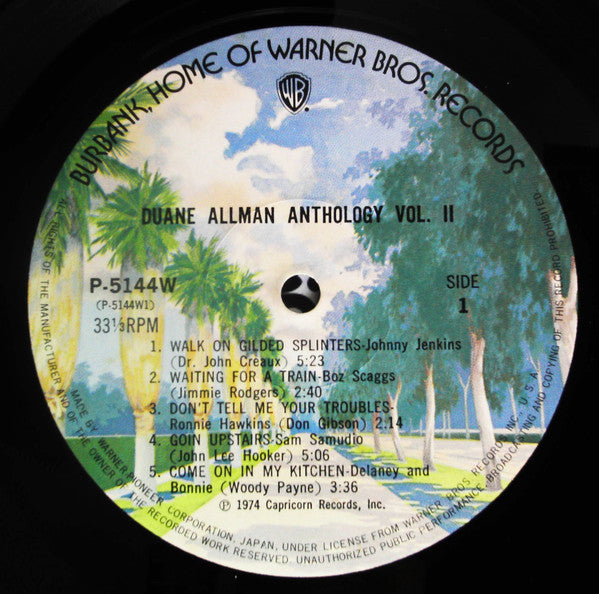 BURBANK, HOME OF WARNER BROS. RECORDS
WB
DUANE ALLMAN ANTHOLOGY VOL. II
P-5144W
(P-5144W1)
33⅓RPM
SIDE
1
1. WALK ON GILDED SPLINTERS-Johnny Jenkins
(Dr. John Creaux) 5:23
2. WAITING FOR A TRAIN-Boz Scaggs
(Jimmie Rodgers) 2:40
3. DON'T TELL ME YOUR TROUBLES-
Ronnie Hawkins (Don Gibson) 2:14
4. GOIN UPSTAIRS-Sam Samudio
(John Lee Hooker) 5:06
5. COME ON IN MY KITCHEN-Delaney and
Bonnie (Woody Payne) 3:36
Ⓟ 1974 Capricorn Records, Inc.
MADE BY WARNER-PIONEER CORPORATION, JAPAN, UNDER LICENSE FROM WARNER BROS RECORDS INC. U.S.A.
ALL RIGHTS OF THE MANUFACTURER AND OF THE OWNER OF THE RECORDED WORK RESERVED. UNAUTHORIZED PUBLIC PERFORMANCE, BROADCASTING AND COPYING OF THIS RECORD PROHIBITED